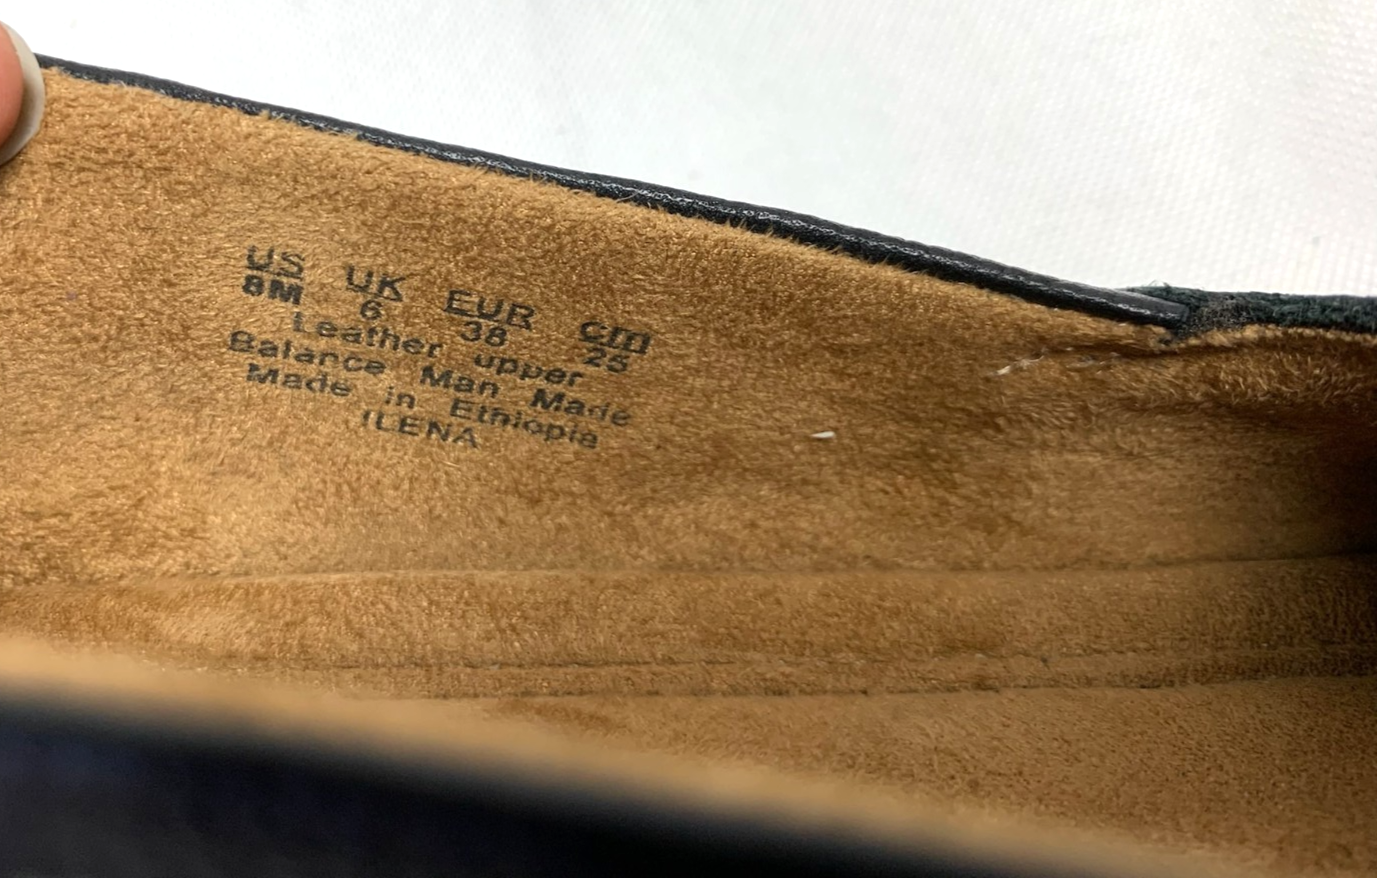 US UK EUR cm
8M 6 38 25
Leather upper
Balance Man Made
Made in Ethiopia
ILENA